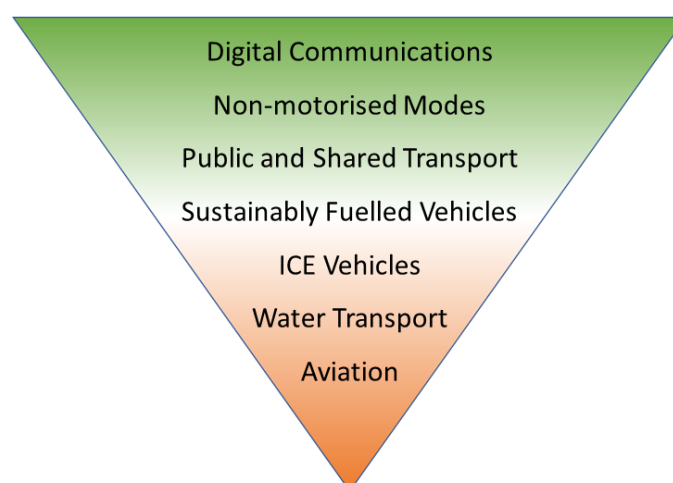 Digital Communications
Non-motorised Modes
Public and Shared Transport
Sustainably Fuelled Vehicles
ICE Vehicles
Water Transport
Aviation